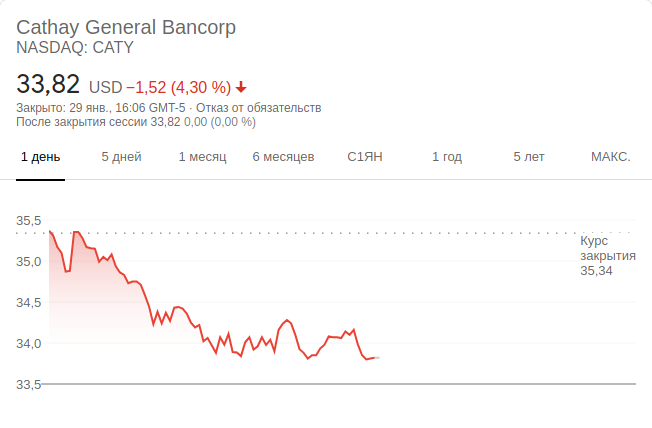 Cathay General Bancorp
NASDAQ: CATY
33,82 USD −1,52 (4,30 %)
Закрыто: 29 янв., 16:06 GMT-5 · Отказ от обязательств
После закрытия сессии 33,82 0,00 (0,00 %)
1 день 5 дней 1 месяц 6 месяцев С1ЯН 1 год 5 лет МАКС.
35,5
Курс
закрытия
35,34
35,0
34,5
34,0
33,5